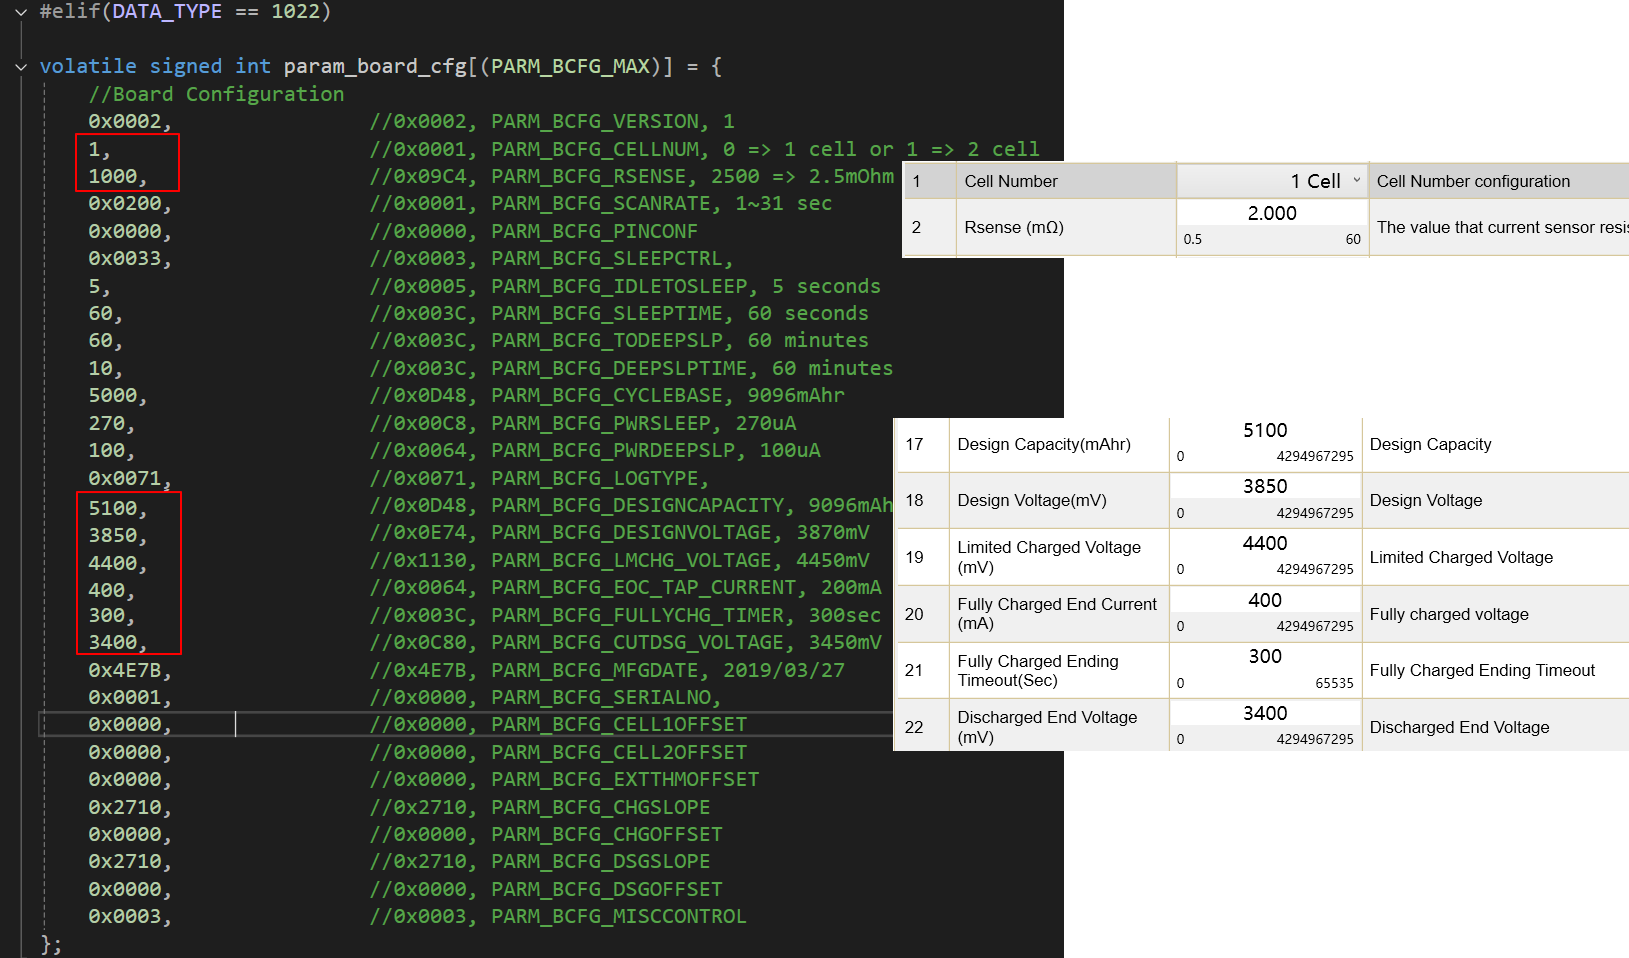 #elif(DATA_TYPE == 1022)
volatile signed int param_board_cfg[(PARM_BCFG_MAX)] = {
//Board Configuration
0x0002, //0x0002, PARM_BCFG_VERSION, 1
1, //0x0001, PARM_BCFG_CELLNUM, 0 => 1 cell or 1 => 2 cell
1000, //0x09C4, PARM_BCFG_RSENSE, 2500 => 2.5mOhm
0x0200, //0x0001, PARM_BCFG_SCANRATE, 1~31 sec
0x0000, //0x0000, PARM_BCFG_PINCONF
0x0033, //0x0003, PARM_BCFG_SLEEPCTRL,
5, //0x0005, PARM_BCFG_IDLETOSLEEP, 5 seconds
60, //0x003C, PARM_BCFG_SLEEPTIME, 60 seconds
60, //0x003C, PARM_BCFG_TODEEPSLP, 60 minutes
10, //0x003C, PARM_BCFG_DEEPSLPTIME, 60 minutes
5000, //0x0D48, PARM_BCFG_CYCLEBASE, 9096mAhr
270, //0x00C8, PARM_BCFG_PWRSLEEP, 270uA
100, //0x0064, PARM_BCFG_PWRDEEPSLP, 100uA
0x0071, //0x0071, PARM_BCFG_LOGTYPE,
5100, //0x0D48, PARM_BCFG_DESIGNCAPACITY, 9096mAh
3850, //0x0E74, PARM_BCFG_DESIGNVOLTAGE, 3870mV
4400, //0x1130, PARM_BCFG_LMCHG_VOLTAGE, 4450mV
400, //0x0064, PARM_BCFG_EOC_TAP_CURRENT, 200mA
300, //0x003C, PARM_BCFG_FULLYCHG_TIMER, 300sec
3400, //0x0C80, PARM_BCFG_CUTDSG_VOLTAGE, 3450mV
0x4E7B, //0x4E7B, PARM_BCFG_MFGDATE, 2019/03/27
0x0001, //0x0000, PARM_BCFG_SERIALNO,
0x0000, //0x0000, PARM_BCFG_CELL1OFFSET
0x0000, //0x0000, PARM_BCFG_CELL2OFFSET
0x0000, //0x0000, PARM_BCFG_EXTTHMOFFSET
0x2710, //0x2710, PARM_BCFG_CHGSLOPE
0x0000, //0x0000, PARM_BCFG_CHGOFFSET
0x2710, //0x2710, PARM_BCFG_DSGSLOPE
0x0000, //0x0000, PARM_BCFG_DSGOFFSET
0x0003, //0x0003, PARM_BCFG_MISCCONTROL
};
1 Cell Number 1 Cell Cell Number configuration
2.000
2 Rsense (mΩ) The value that current sensor resis
0.5 60
5100
17 Design Capacity(mAhr) Design Capacity
0 4294967295
3850
18 Design Voltage(mV) Design Voltage
0 4294967295
4400
19 Limited Charged Voltage (mV) Limited Charged Voltage
0 4294967295
400
20 Fully Charged End Current (mA) Fully charged voltage
0 4294967295
300
21 Fully Charged Ending Timeout(Sec) Fully Charged Ending Timeout
0 65535
3400
22 Discharged End Voltage (mV) Discharged End Voltage
0 4294967295